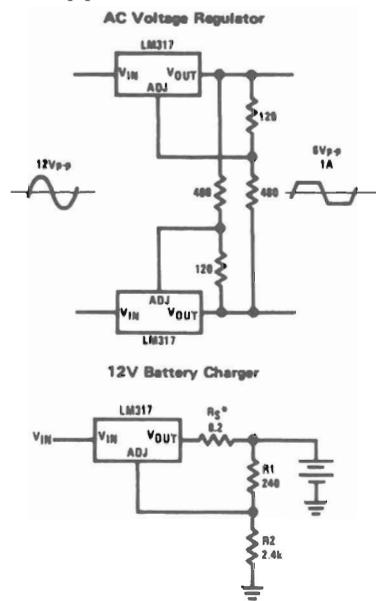 AC Voltage Regulator
LM317
VIN VOUT
ADJ
120
12Vp-p
6Vp-p
1A
480 480
120
ADJ
VIN VOUT
LM317
12V Battery Charger
LM317
RS*
0.2
VIN VIN VOUT
ADJ
R1
240
R2
2.4k